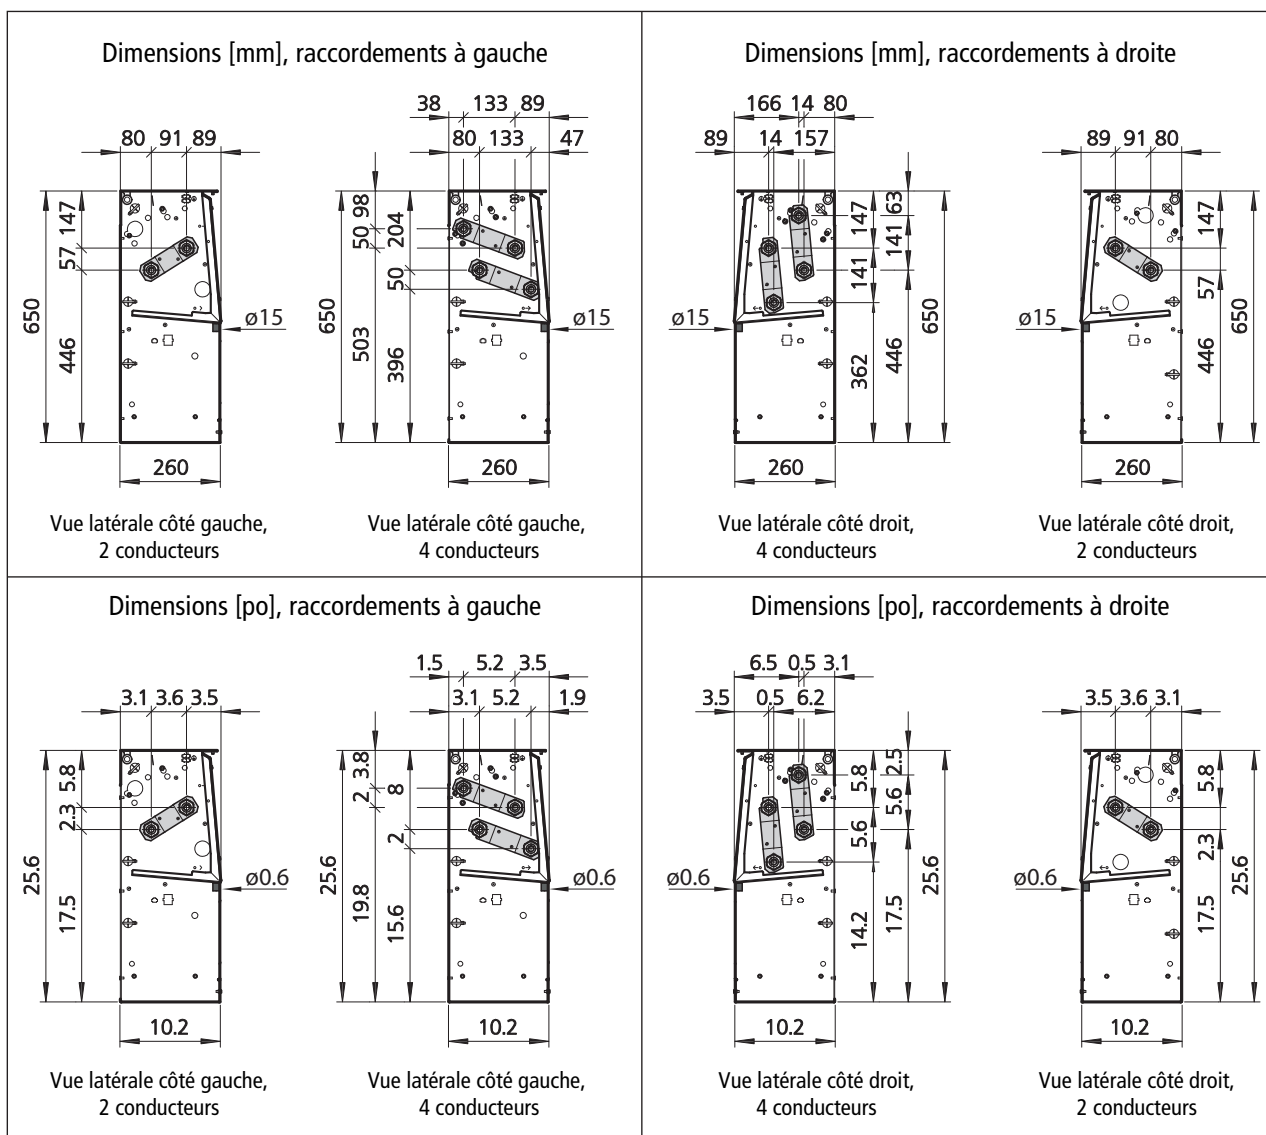 Dimensions [mm], raccordements à gauche
38 133 89
80 91 89
80 133 47
650
147
57
446
ø15
260
650
98
50
503
204
50
396
ø15
260
Vue latérale côté gauche,
2 conducteurs
Vue latérale côté gauche,
4 conducteurs
Dimensions [mm], raccordements à droite
166 14 80
89 14 157
89 91 80
ø15
147
141
362
63
141
446
650
260
ø15
147
57
446
650
260
Vue latérale côté droit,
4 conducteurs
Vue latérale côté droit,
2 conducteurs
Dimensions [po], raccordements à gauche
1.5 5.2 3.5
3.1 3.6 3.5
3.1 5.2 1.9
25.6
5.8
2.3
17.5
ø0.6
10.2
25.6
3.8
2
19.8
8
2
15.6
ø0.6
10.2
Vue latérale côté gauche,
2 conducteurs
Vue latérale côté gauche,
4 conducteurs
Dimensions [po], raccordements à droite
6.5 0.5 3.1
3.5 0.5 6.2
3.5 3.6 3.1
ø0.6
5.8
5.6
14.2
2.5
5.6
17.5
25.6
10.2
ø0.6
5.8
2.3
17.5
25.6
10.2
Vue latérale côté droit,
4 conducteurs
Vue latérale côté droit,
2 conducteurs